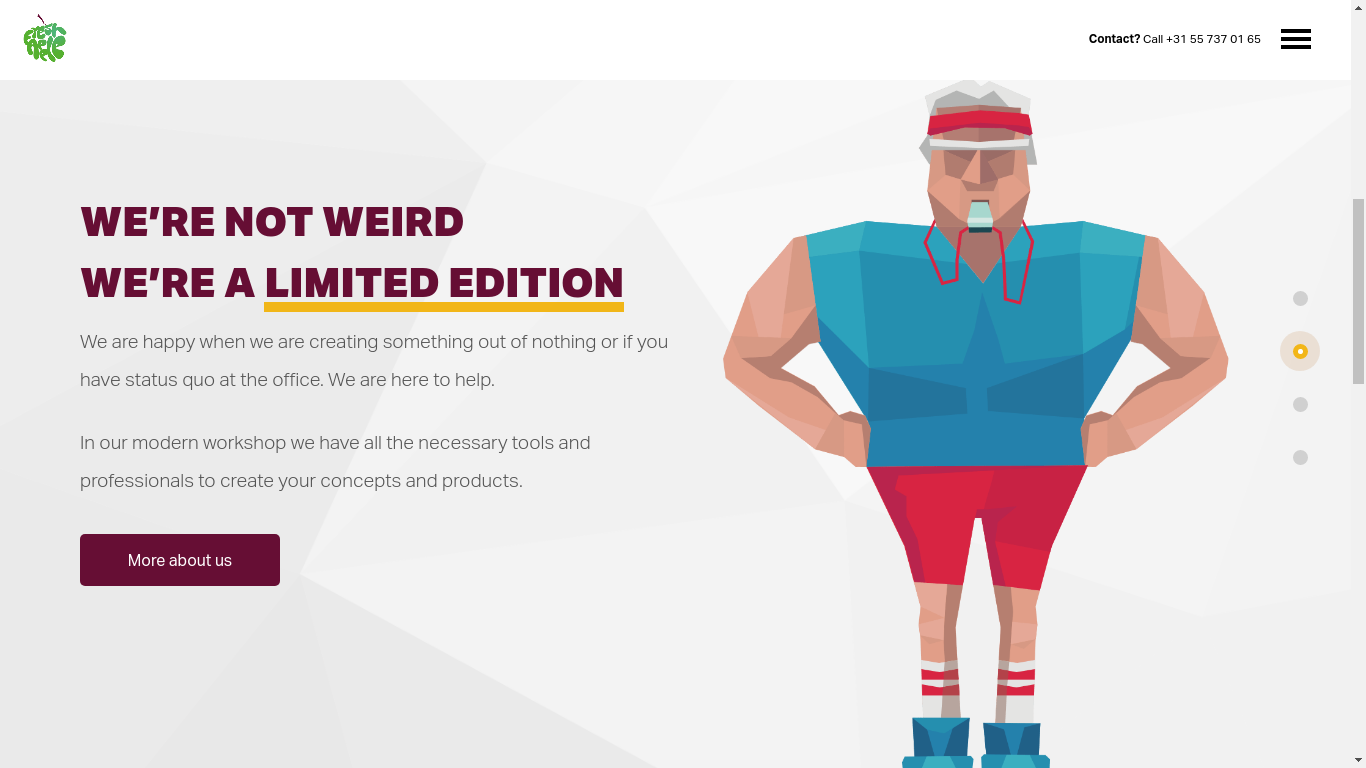 Fresh
Apple
Contact? Call +31 55 737 01 65
WE’RE NOT WEIRD
WE’RE A LIMITED EDITION
We are happy when we are creating something out of nothing or if you
have status quo at the office. We are here to help.
In our modern workshop we have all the necessary tools and
professionals to create your concepts and products.
More about us